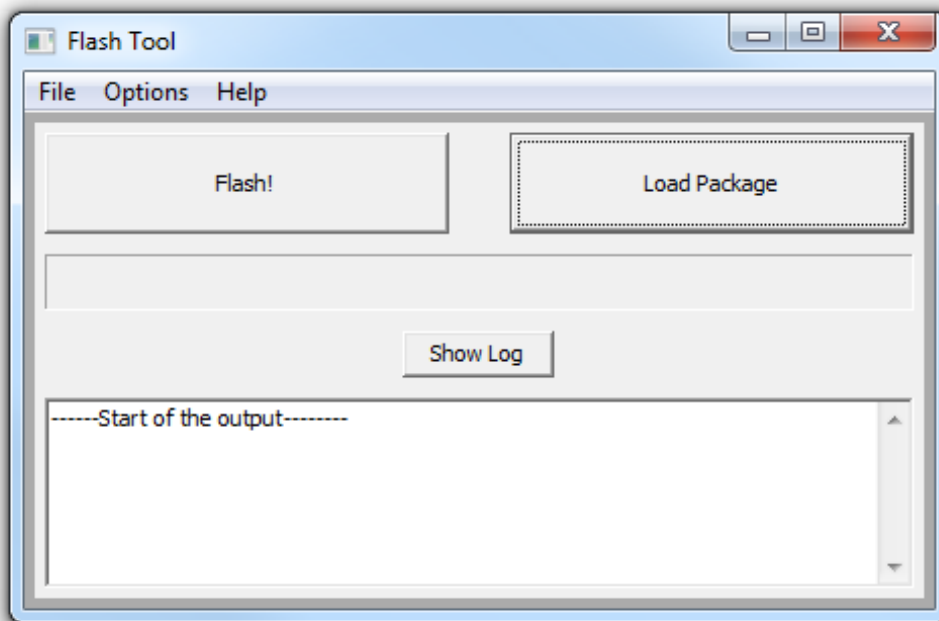 Flash Tool
File Options Help
Flash!
Load Package
Show Log
------Start of the output--------